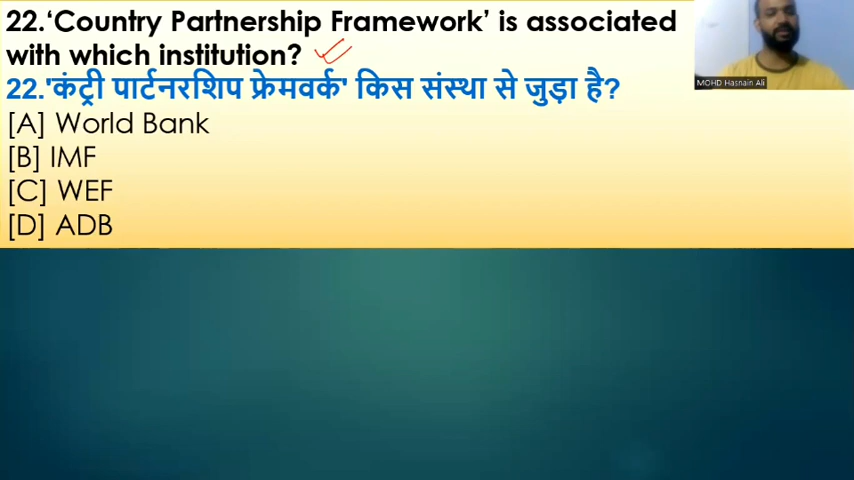 22.‘Country Partnership Framework’ is associated
with which institution?
22.'कंट्री पार्टनरशिप फ्रेमवर्क' किस संस्था से जुड़ा है?
[A] World Bank
[B] IMF
[C] WEF
[D] ADB
MOHD Hasnain Ali